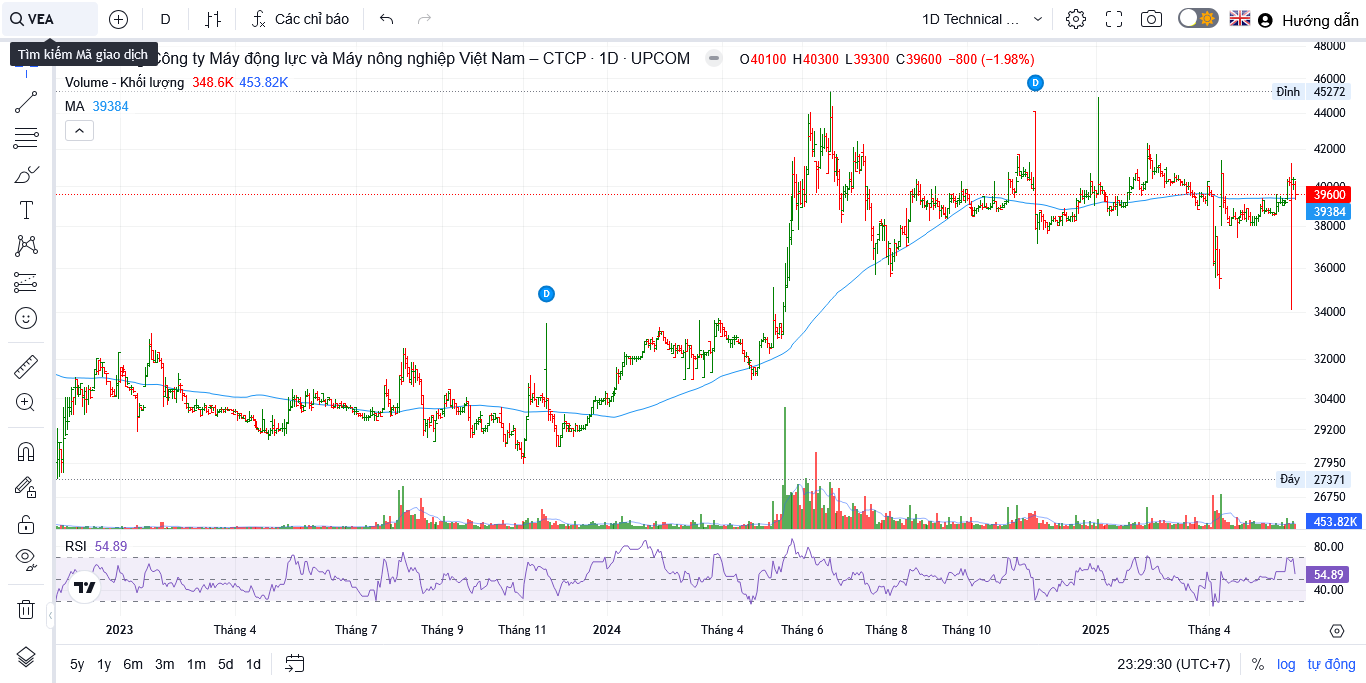 VEA
D
Các chỉ báo
1D Technical ...
Hướng dẫn
Tìm kiếm Mã giao dịch
Công ty Máy động lực và Máy nông nghiệp Việt Nam – CTCP · 1D · UPCOM
O40100 H40300 L39300 C39600 −800 (−1.98%)
Volume - Khối lượng 348.6K 453.82K
MA 39384
D
D
48000
46000
Đỉnh 45272
44000
42000
40000
39600
39384
38000
36000
34000
32000
30400
29200
27950
Đáy 27371
26750
453.82K
RSI 54.89
80.00
54.89
40.00
2023 Tháng 4 Tháng 7 Tháng 9 Tháng 11 2024 Tháng 4 Tháng 6 Tháng 8 Tháng 10 2025 Tháng 4
5y 1y 6m 3m 1m 5d 1d
23:29:30 (UTC+7) % log tự động